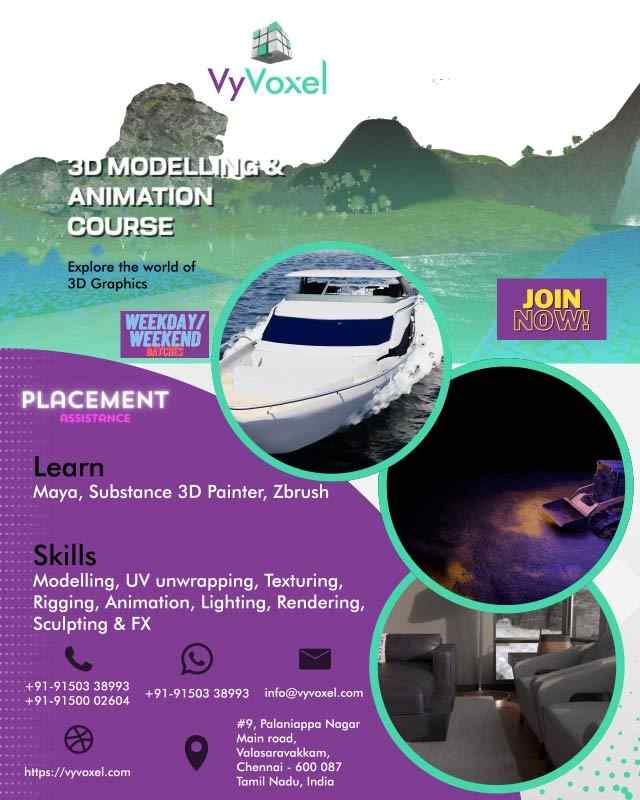 VyVoxel
3D MODELLING &
ANIMATION
COURSE
Explore the world of
3D Graphics
WEEKDAY/
WEEKEND
BATCHES
JOIN
NOW!
PLACEMENT
ASSISTANCE
Learn
Maya, Substance 3D Painter, Zbrush
Skills
Modelling, UV unwrapping, Texturing,
Rigging, Animation, Lighting, Rendering,
Sculpting & FX
+91-91503 38993
+91-91500 02604
+91-91503 38993
info@vyvoxel.com
https://vyvoxel.com
#9, Palaniappa Nagar
Main road,
Valasaravakkam,
Chennai - 600 087
Tamil Nadu, India